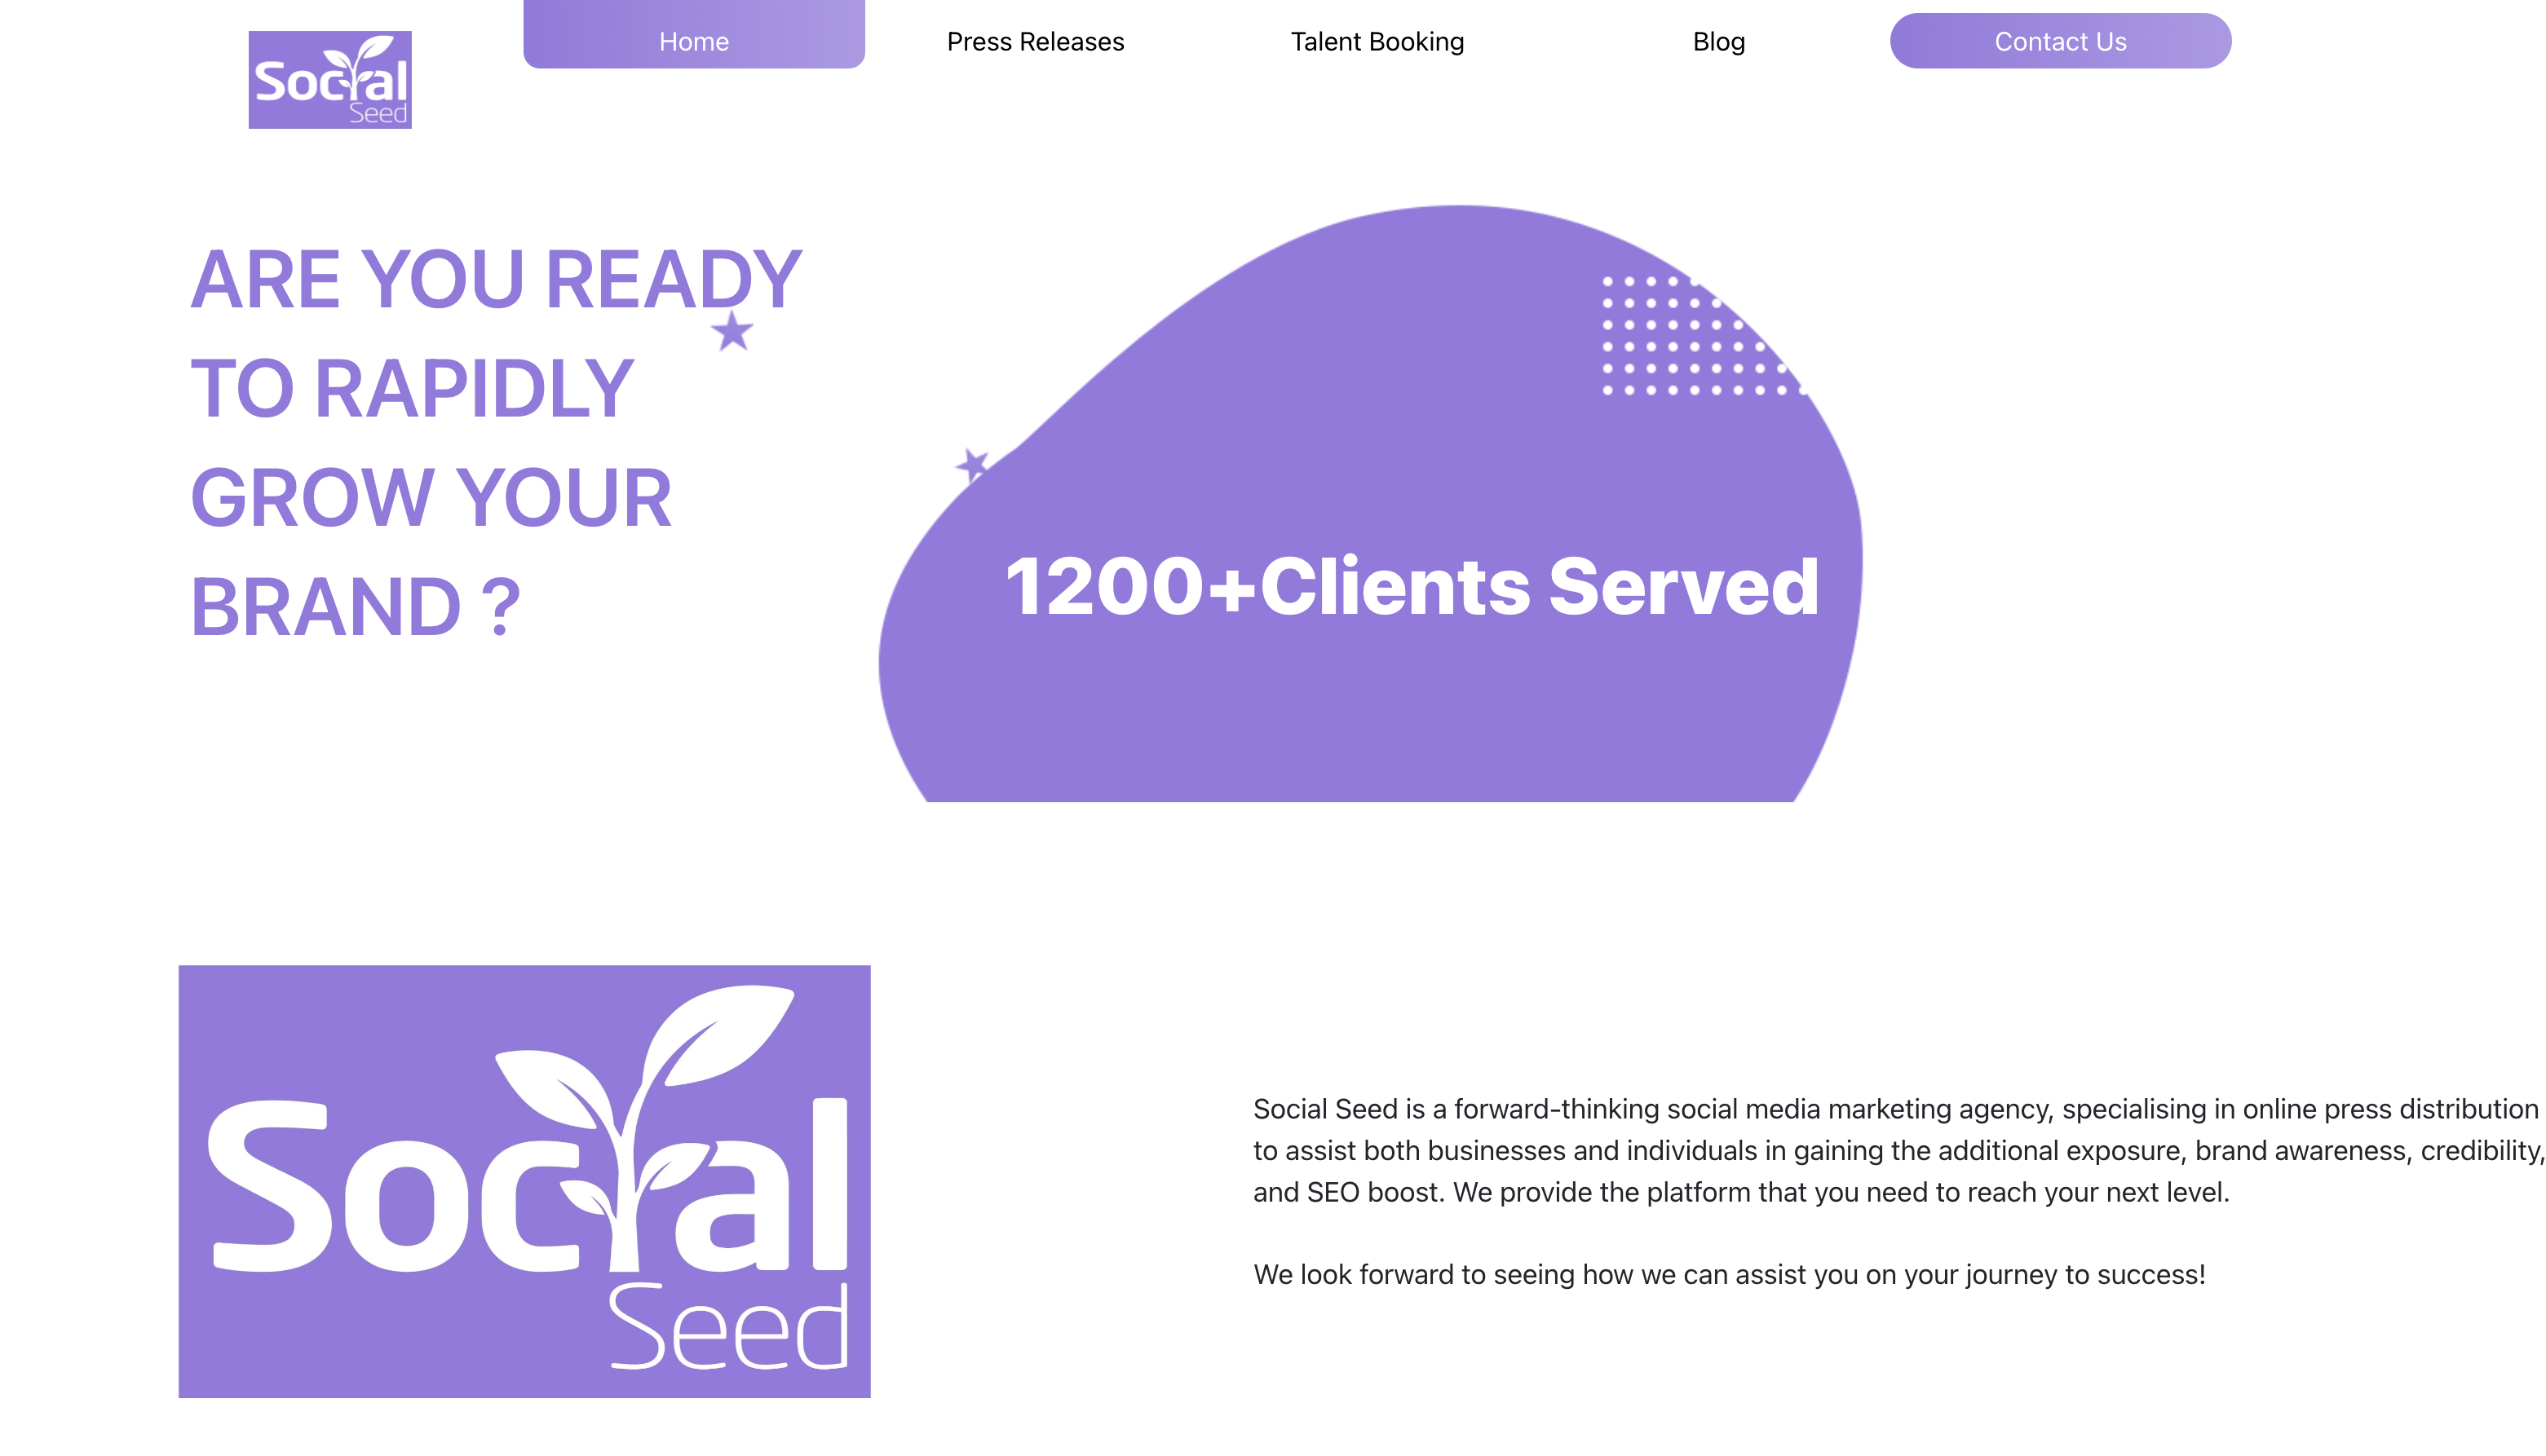 Social
Seed
Home
Press Releases
Talent Booking
Blog
Contact Us
ARE YOU READY
TO RAPIDLY
GROW YOUR
BRAND ?
1200+Clients Served
Social
Seed
Social Seed is a forward-thinking social media marketing agency, specialising in online press distribution
to assist both businesses and individuals in gaining the additional exposure, brand awareness, credibility,
and SEO boost. We provide the platform that you need to reach your next level.
We look forward to seeing how we can assist you on your journey to success!